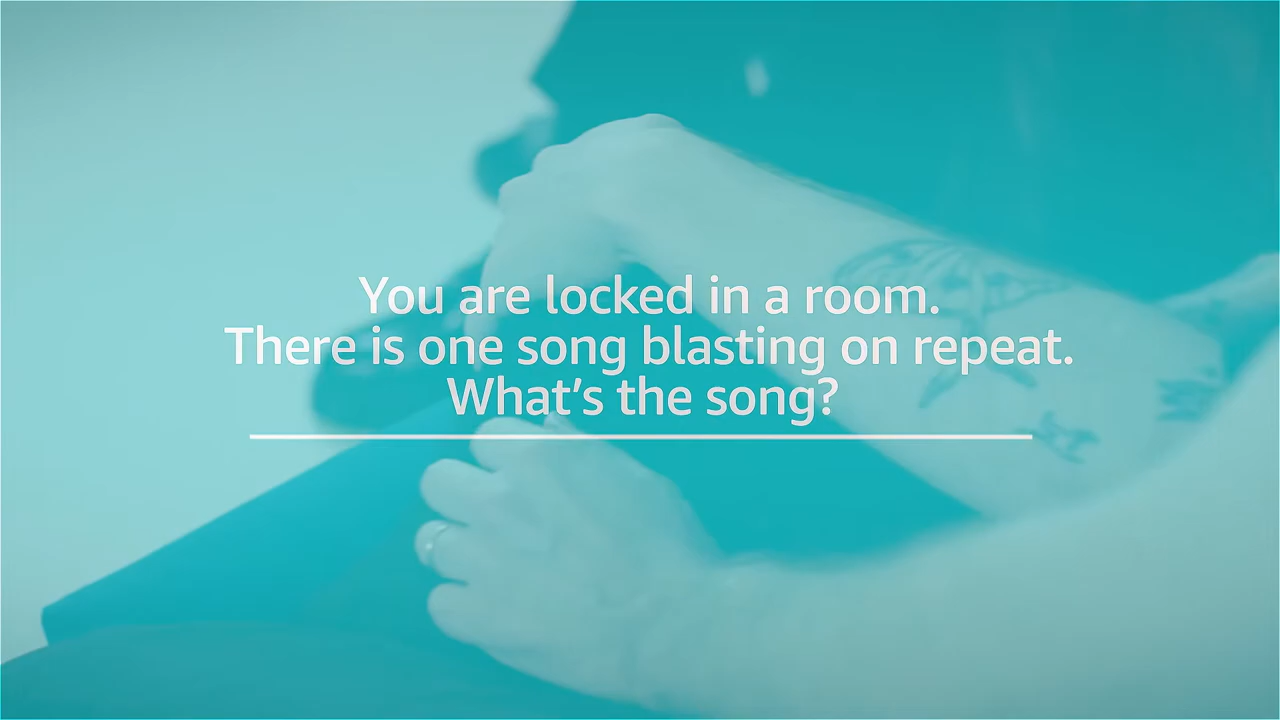 You are locked in a room.
There is one song blasting on repeat.
What's the song?